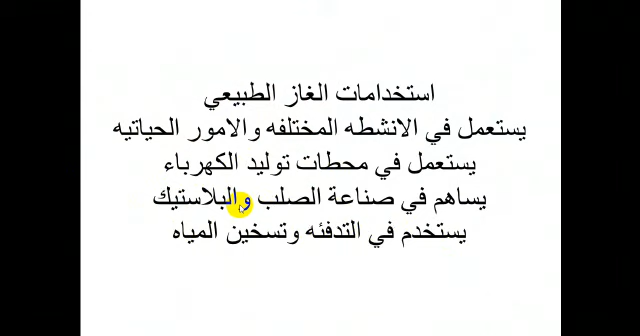 استخدامات الغاز الطبيعي
يستعمل في الانشطه المختلفه والامور الحياتيه
يستعمل في محطات توليد الكهرباء
يساهم في صناعة الصلب والبلاستيك
يستخدم في التدفئه وتسخين المياه